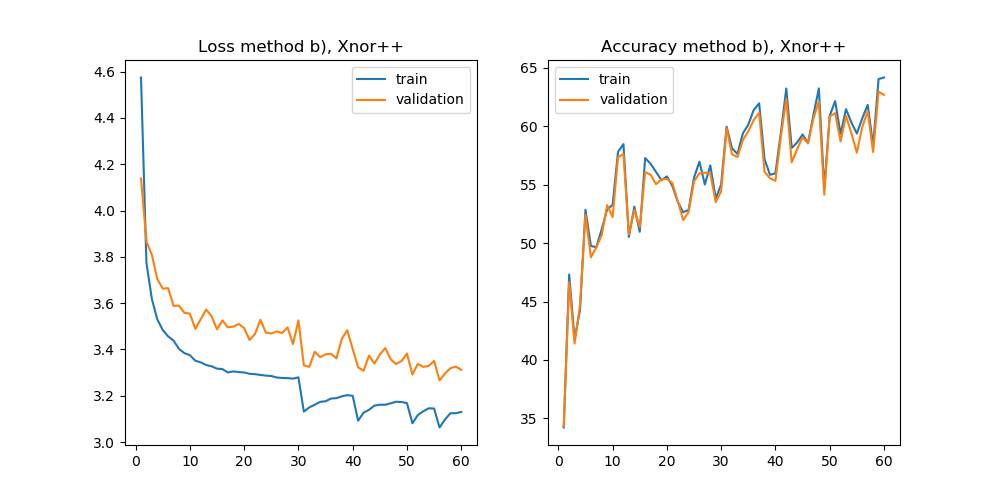 Loss method b), Xnor++
4.6
4.4
4.2
4.0
3.8
3.6
3.4
3.2
3.0
0 10 20 30 40 50 60
train
validation
Accuracy method b), Xnor++
65
60
55
50
45
40
35
0 10 20 30 40 50 60
train
validation